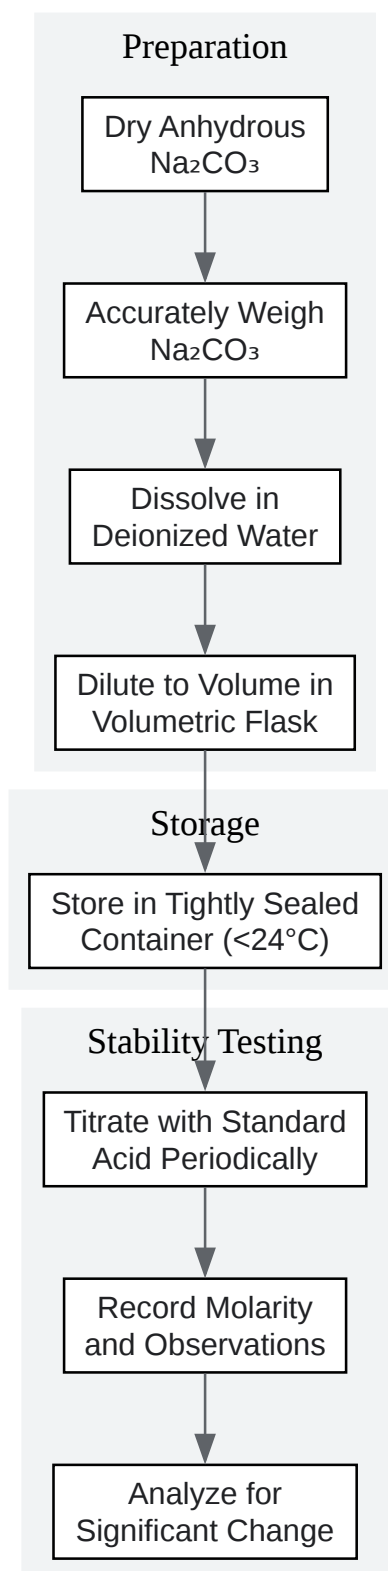 Preparation
Dry Anhydrous
Na₂CO₃
Accurately Weigh
Na₂CO₃
Dissolve in
Deionized Water
Dilute to Volume in
Volumetric Flask
Storage
Store in Tightly Sealed
Container (<24°C)
Stability Testing
Titrate with Standard
Acid Periodically
Record Molarity
and Observations
Analyze for
Significant Change